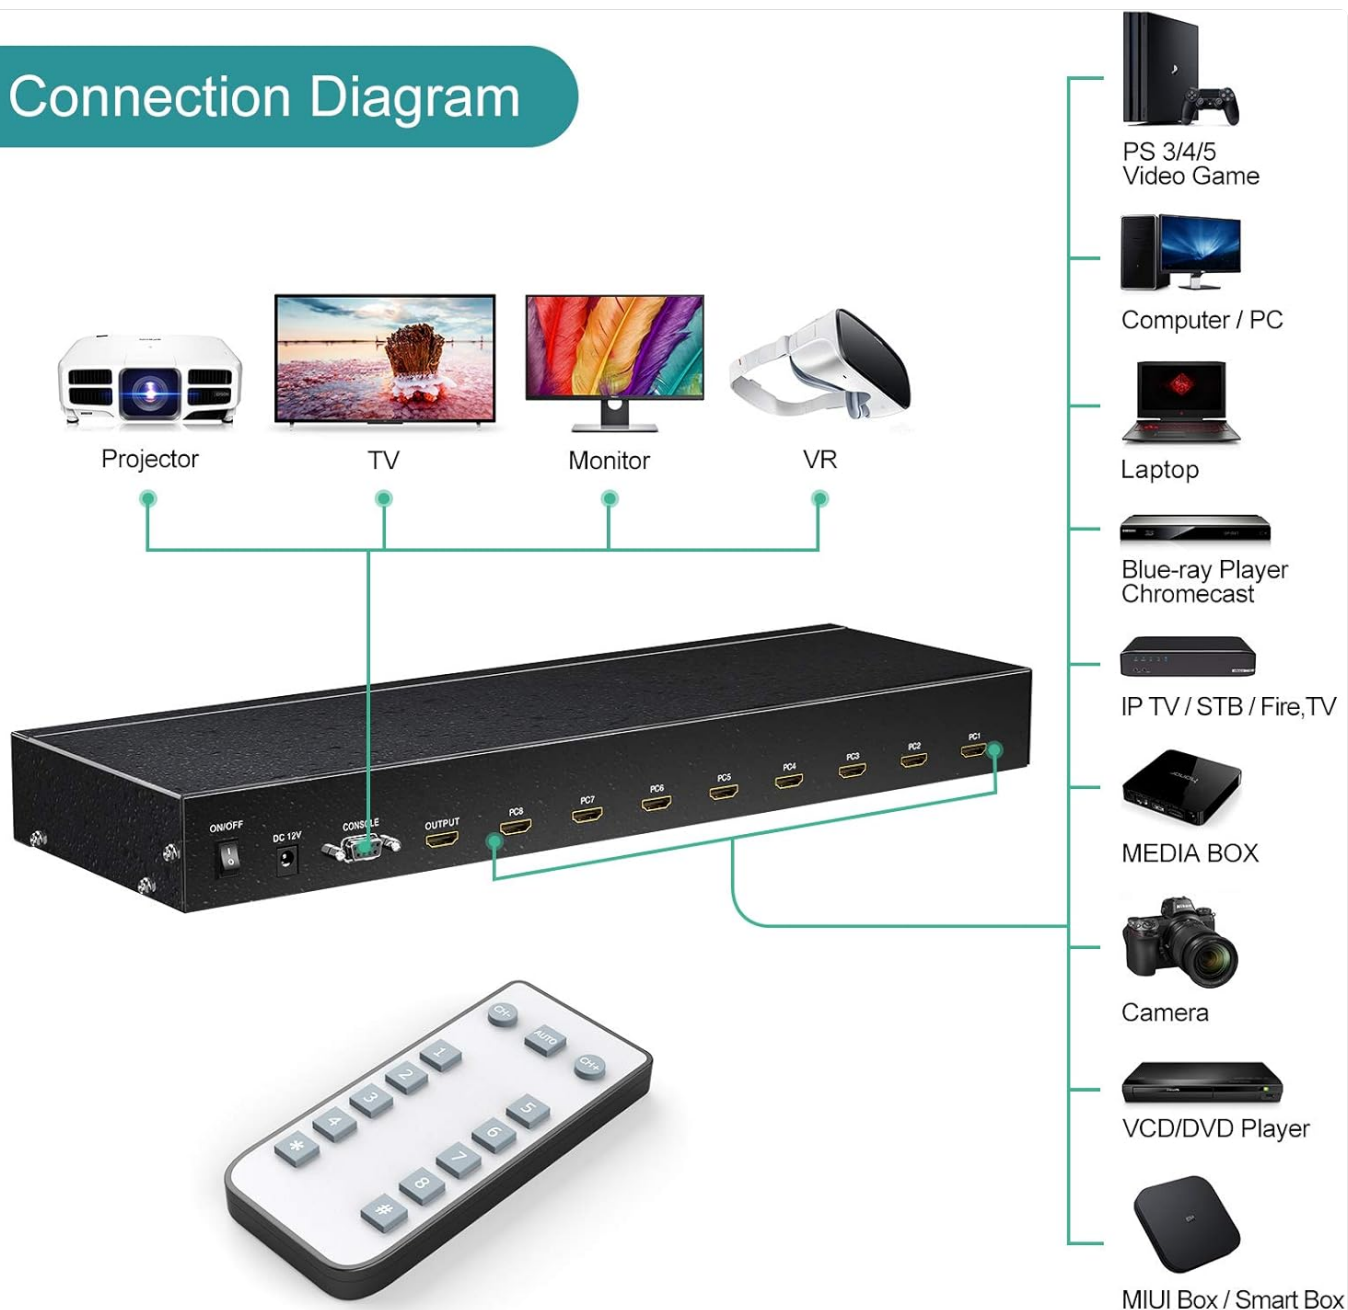 Connection Diagram
PS 3/4/5
Video Game
Computer / PC
Laptop
Blue-ray Player
Chromecast
IP TV / STB / Fire,TV
MEDIA BOX
Camera
VCD/DVD Player
MIUI Box / Smart Box
Projector
TV
Monitor
VR
ON/OFF
DC 12V
CONSOLE
OUTPUT
PC8
PC7
PC6
PC5
PC4
PC3
PC2
PC1
CH-
AUTO
CH+
1
2
3
4
*
5
6
7
8
#
honor
Nikon